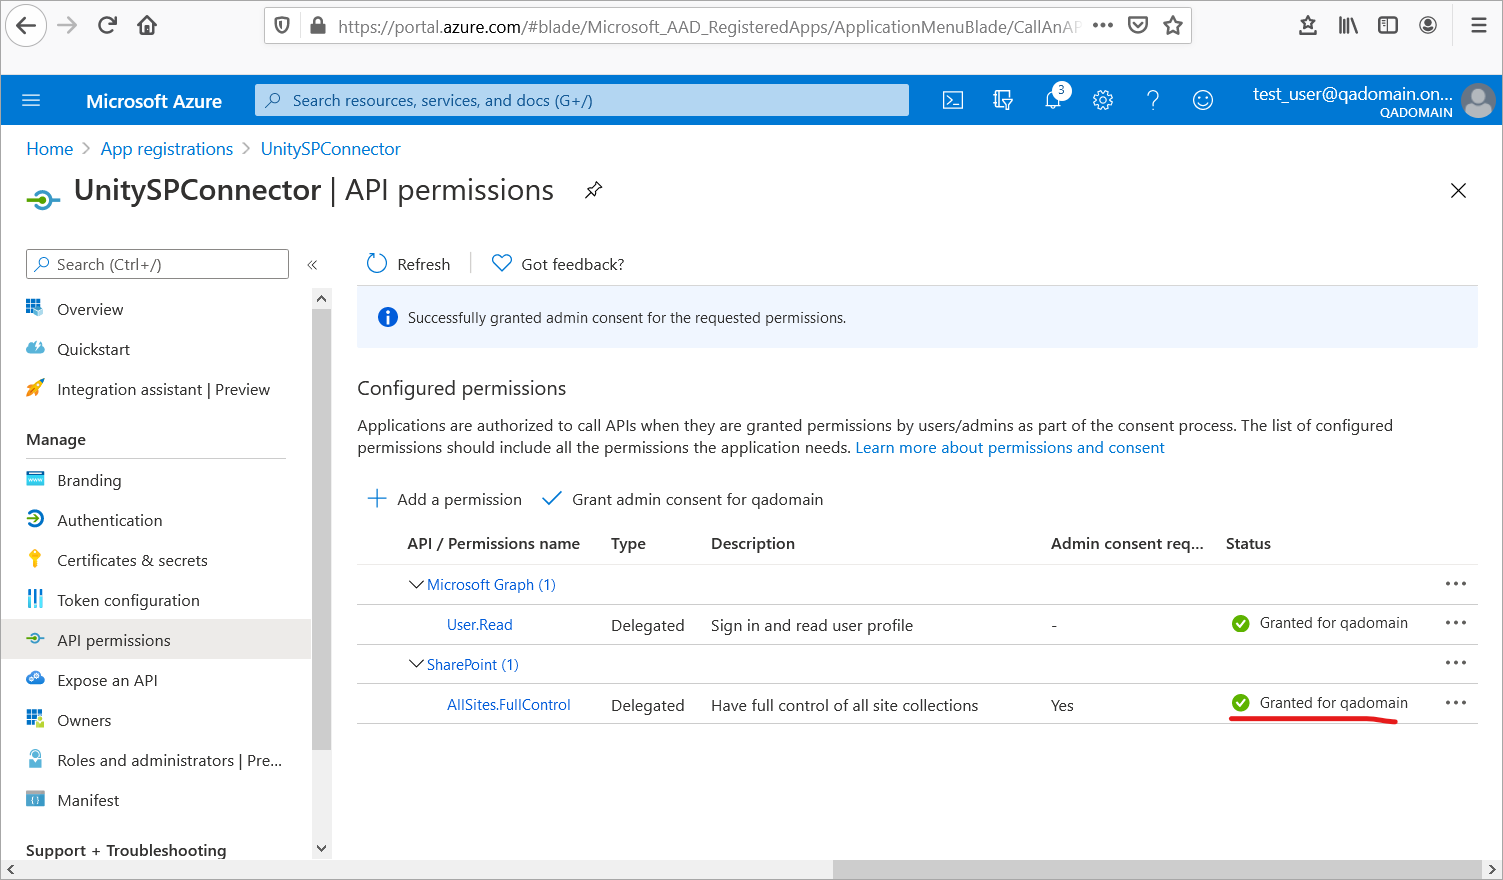 https://portal.azure.com/#blade/Microsoft_AAD_RegisteredApps/ApplicationMenuBlade/CallAnAP
Microsoft Azure
Search resources, services, and docs (G+/)
3
test_user@qadomain.on...
QADOMAIN
Home > App registrations > UnitySPConnector
UnitySPConnector | API permissions
Search (Ctrl+/)
«
Refresh
Got feedback?
Overview
Quickstart
Integration assistant | Preview
Manage
Branding
Authentication
Certificates & secrets
Token configuration
API permissions
Expose an API
Owners
Roles and administrators | Pre...
Manifest
Support + Troubleshooting
Successfully granted admin consent for the requested permissions.
Configured permissions
Applications are authorized to call APIs when they are granted permissions by users/admins as part of the consent process. The list of configured
permissions should include all the permissions the application needs. Learn more about permissions and consent
Add a permission
Grant admin consent for qadomain
API / Permissions name Type Description Admin consent req... Status
Microsoft Graph (1)
User.Read Delegated Sign in and read user profile - Granted for qadomain
SharePoint (1)
AllSites.FullControl Delegated Have full control of all site collections Yes Granted for qadomain